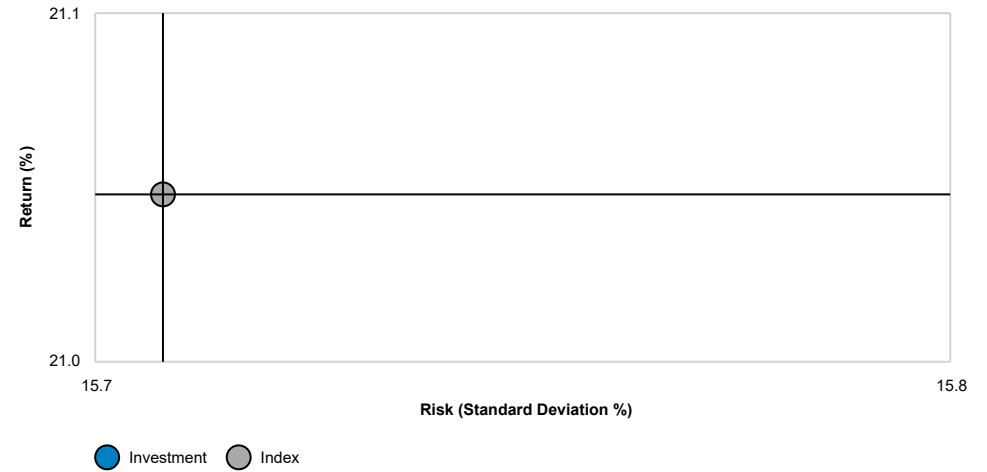 21.1
Return (%)
21.0
15.7
15.8
Risk (Standard Deviation %)
Investment
Index